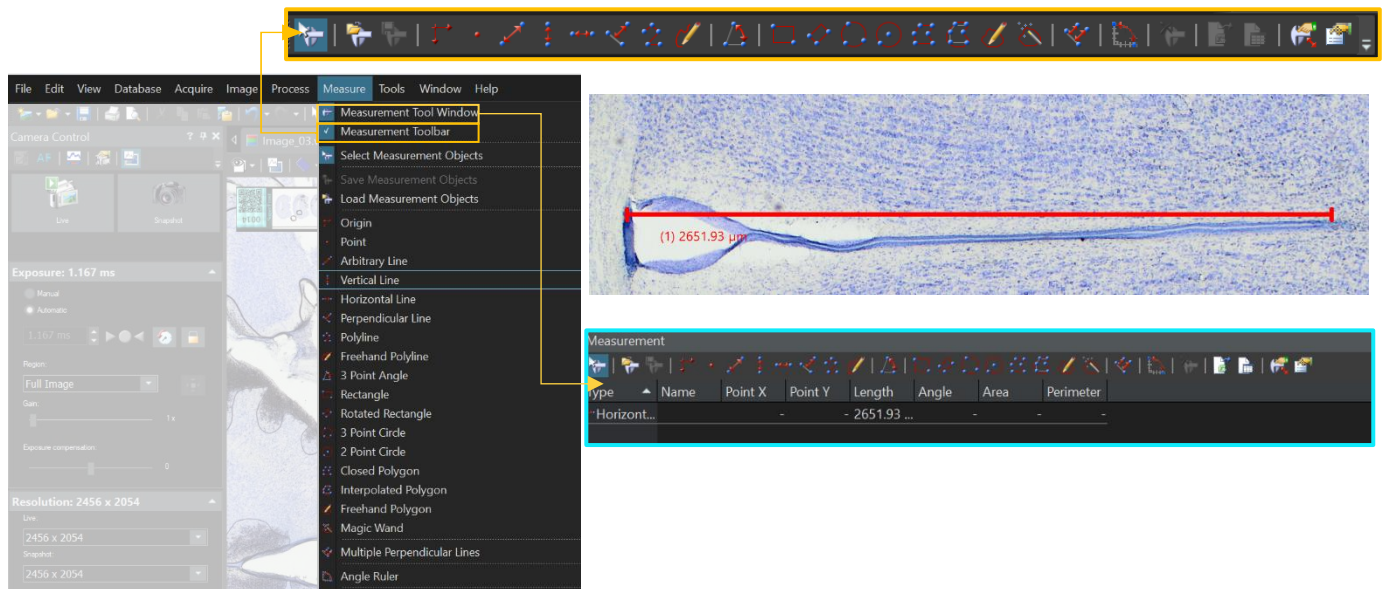 File Edit View Database Acquire Image Process Measure Tools Window Help
Camera Control
Image_03.
Live
Snapshot
Exposure: 1.167 ms
Manual
Automatic
1.167 ms
Region:
Full Image
Gain:
1x
Exposure compensation:
0
Resolution: 2456 x 2054
Live:
2456 x 2054
Snapshot:
2456 x 2054
Measurement Tool Window
Measurement Toolbar
Select Measurement Objects
Save Measurement Objects
Load Measurement Objects
Origin
Point
Arbitrary Line
Vertical Line
Horizontal Line
Perpendicular Line
Polyline
Freehand Polyline
3 Point Angle
Rectangle
Rotated Rectangle
3 Point Circle
2 Point Circle
Closed Polygon
Interpolated Polygon
Freehand Polygon
Magic Wand
Multiple Perpendicular Lines
Angle Ruler
(1) 2651.93 µm
Measurement
Type Name Point X Point Y Length Angle Area Perimeter
Horizont... - - 2651.93 ... - - -